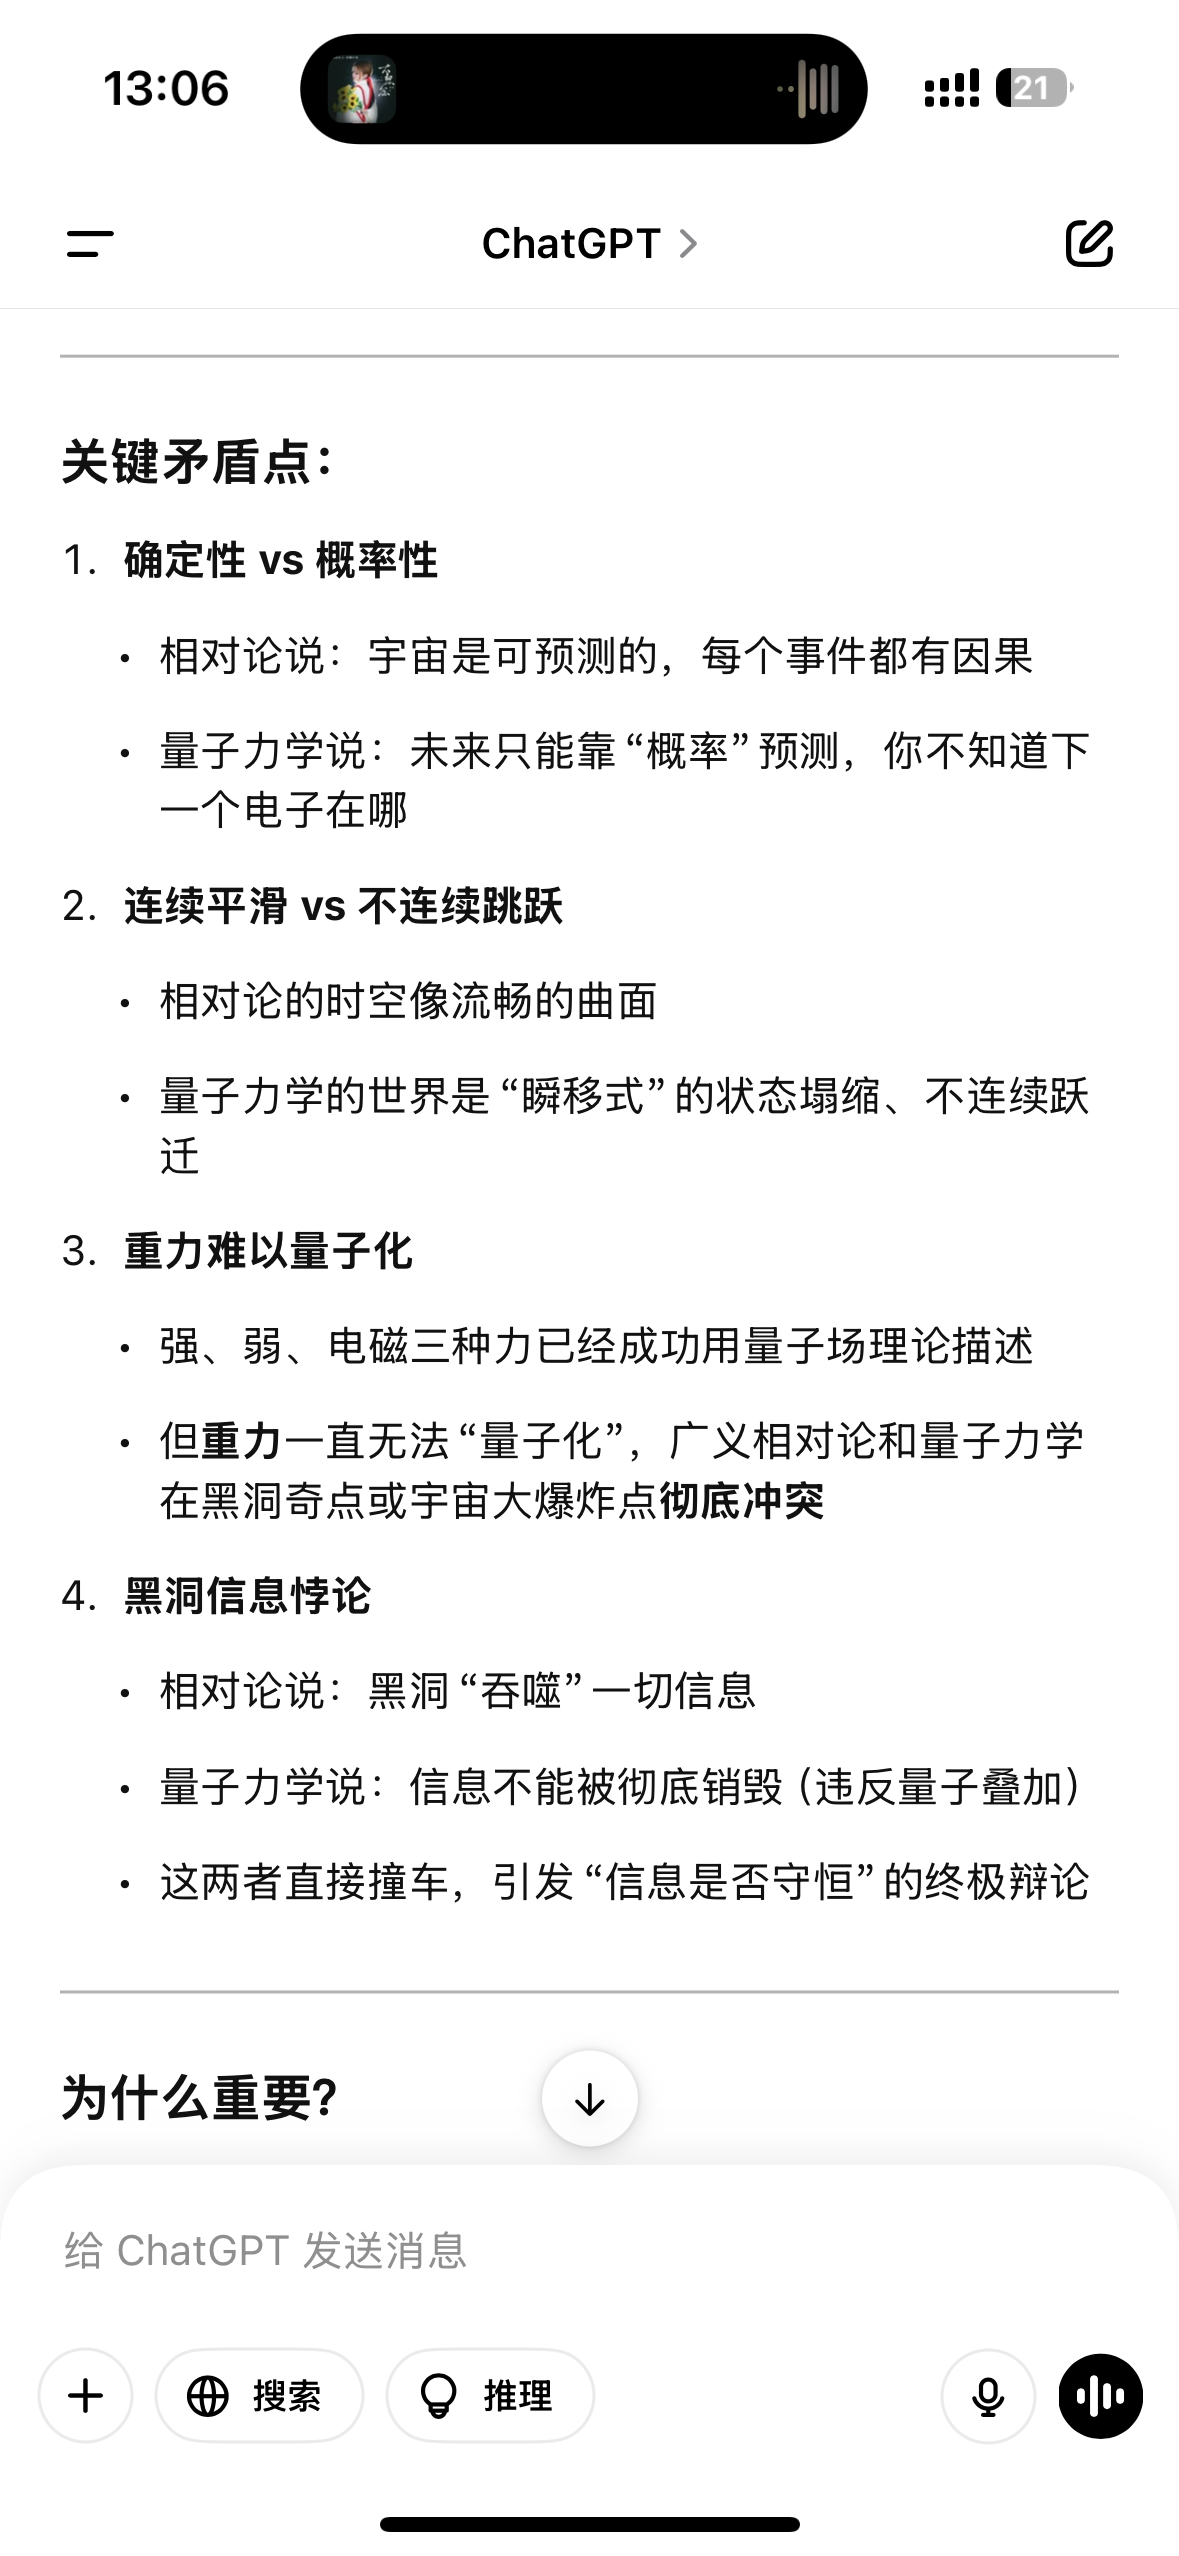 13:06
21
ChatGPT
关键矛盾点：
1. 确定性 vs 概率性
• 相对论说：宇宙是可预测的，每个事件都有因果
• 量子力学说：未来只能靠“概率”预测，你不知道下
一个电子在哪
2. 连续平滑 vs 不连续跳跃
• 相对论的时空像流畅的曲面
• 量子力学的世界是“瞬移式”的状态塌缩、不连续跃
迁
3. 重力难以量子化
• 强、弱、电磁三种力已经成功用量子场理论描述
• 但重力一直无法“量子化”，广义相对论和量子力学
在黑洞奇点或宇宙大爆炸点彻底冲突
4. 黑洞信息悖论
• 相对论说：黑洞“吞噬”一切信息
• 量子力学说：信息不能被彻底销毁（违反量子叠加）
• 这两者直接撞车，引发“信息是否守恒”的终极辩论
为什么重要?
给 ChatGPT 发送消息
搜索
推理